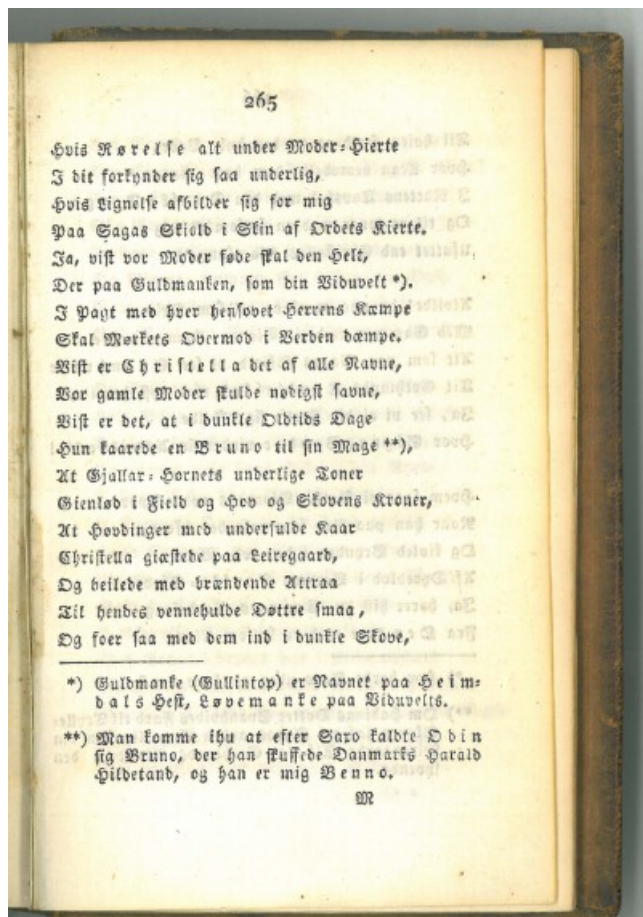 265
Hvis Rørelse alt under Moder-Hierte
I dit forkynder sig saa underlig,
Hvis Lignelse afbilder sig for mig
Paa Sagas Skiold i Skin af Ordets Kierte.
Ja, vist vor Moder føde skal den Helt,
Der paa Guldmanken, som din Viduvelt *).
I Pagt med hver hensovet Herrens Kæmpe
Skal Mørkets Overmod i Verden dæmpe.
Vist er Christella det af alle Navne,
Vor gamle Moder skulde nødigst savne,
Vist er det, at i dunkle Oldtids Dage
Hun kaarede en Bruno til sin Mage **),
At Gjallar-Hornets underlige Toner
Gienlød i Field og Hov og Skovens Kroner,
At Høvdinger med underfulde Kaar
Christella giæstede paa Leiregaard,
Og beilede med brændende Attraa
Til hendes vennehulde Døttre smaa,
Og foer saa med dem ind i dunkle Skove,
*) Guldmanke (Gullintop) er Navnet paa Heim-
dals Hest, Løvemanke paa Viduvelts.
**) Man komme ihu at efter Saxo kaldte Odin
sig Bruno, der han skuffede Danmarks Harald
Hildetand, og han er mig Benno.
M